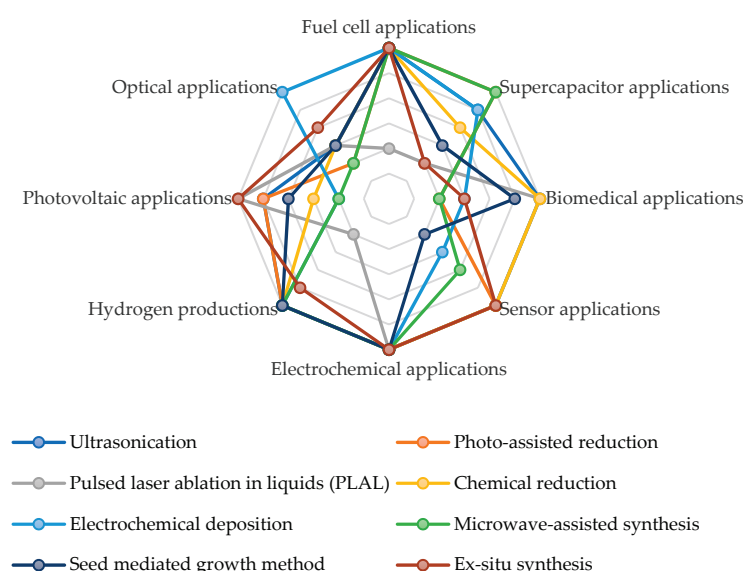 Fuel cell applications
Optical applications
Supercapacitor applications
Photovoltaic applications
Biomedical applications
Hydrogen productions
Sensor applications
Electrochemical applications
Ultrasonication
Photo-assisted reduction
Pulsed laser ablation in liquids (PLAL)
Chemical reduction
Electrochemical deposition
Microwave-assisted synthesis
Seed mediated growth method
Ex-situ synthesis